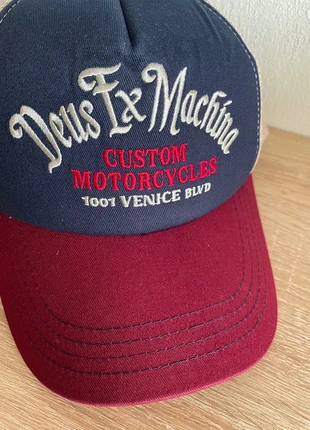 Deus Ex Machina
CUSTOM
MOTORCYCLES
1001 VENICE BLVD